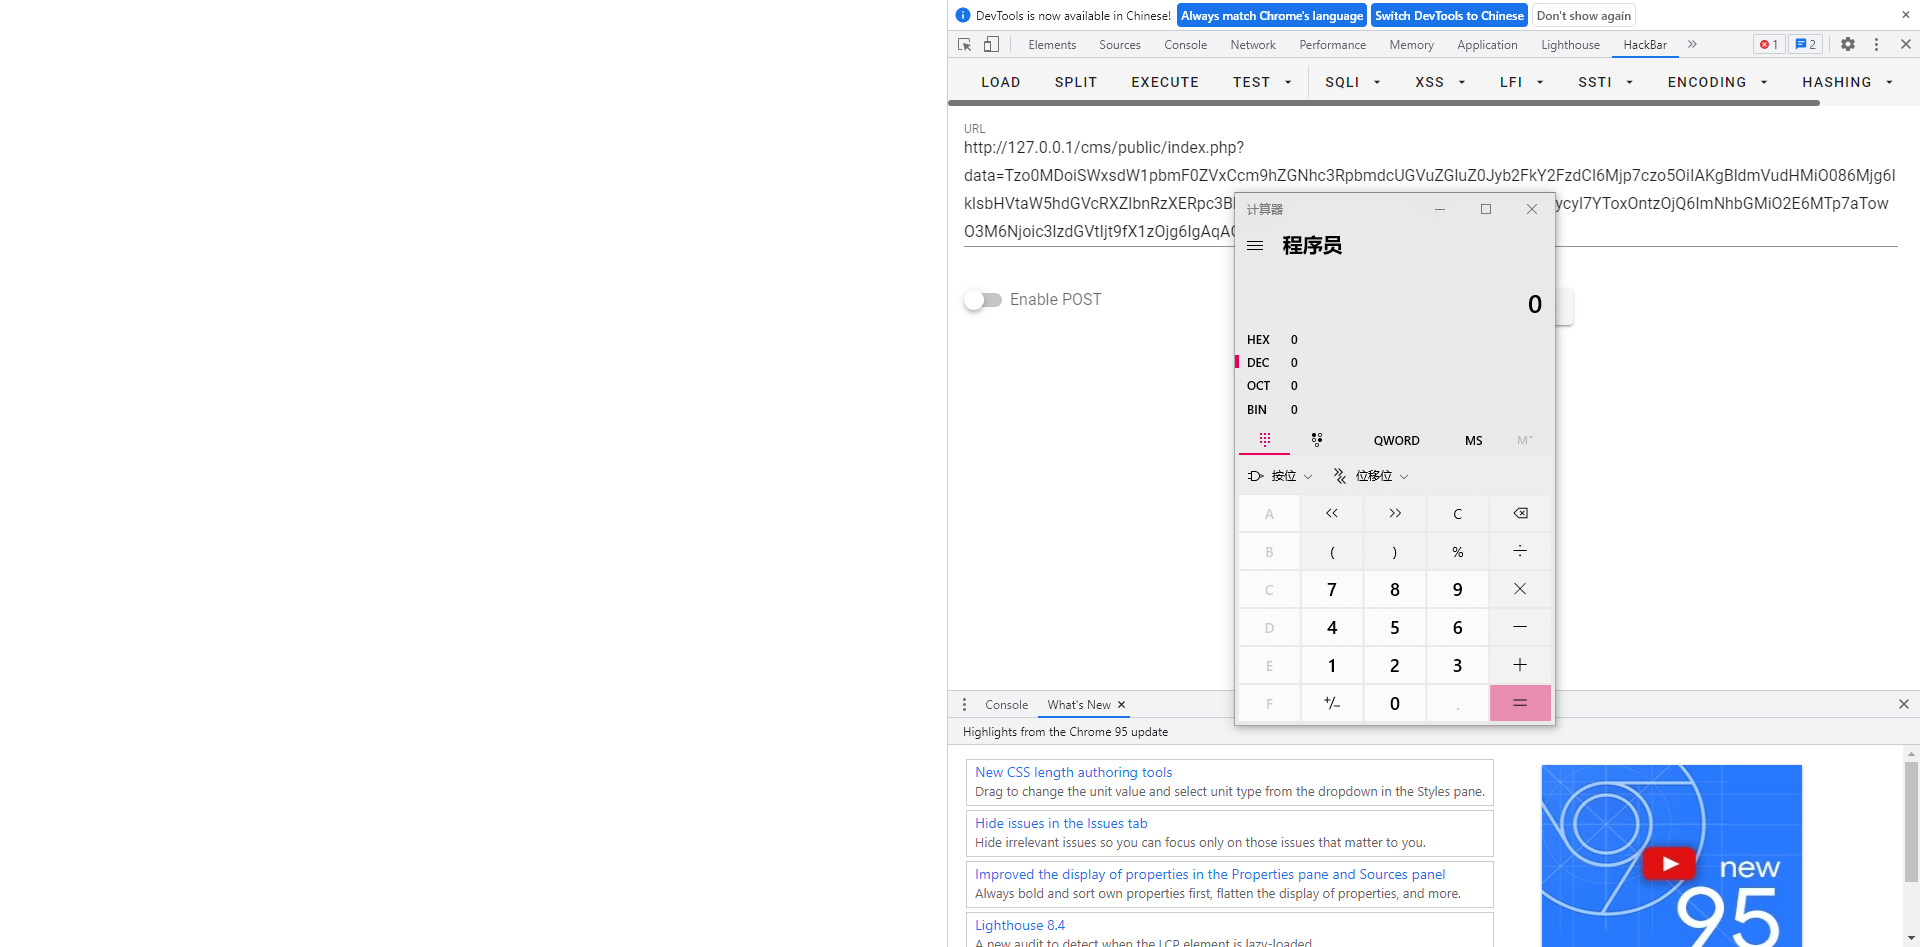 DevTools is now available in Chinese! Always match Chrome's language Switch DevTools to Chinese Don't show again
Elements Sources Console Network Performance Memory Application Lighthouse HackBar 1 2
LOAD SPLIT EXECUTE TEST SQLI XSS LFI SSTI ENCODING HASHING
URL
http://127.0.0.1/cms/public/index.php?
data=Tzo0MDoiSWxsdW1pbmF0ZVxCcm9hZGNhc3RpbmdcUGVuZGluZ0Jyb2FkY2FzdCI6Mjp7czo5OiIAKgBldmVudHMiO086Mjg6I
klsbHVtaW5hdGVcRXZlbnRzXERpc3B ycyI7YToxOntzOjQ6ImNhbGMiO2E6MTp7aTow
O3M6Njoic3lzdGVtIjt9fX1zOjg6IgAqA
Enable POST
计算器
程序员
0
HEX 0
DEC 0
OCT 0
BIN 0
QWORD MS M
按位 位移位
A << >> C
B ( ) % ÷
C 7 8 9 ×
D 4 5 6 −
E 1 2 3 +
F +/− 0 . =
Console What's New
Highlights from the Chrome 95 update
New CSS length authoring tools
Drag to change the unit value and select unit type from the dropdown in the Styles pane.
Hide issues in the Issues tab
Hide irrelevant issues so you can focus only on those issues that matter to you.
Improved the display of properties in the Properties pane and Sources panel
Always bold and sort own properties first, flatten the display of properties, and more.
Lighthouse 8.4
A new audit to detect when the LCP element is lazy-loaded
new
95